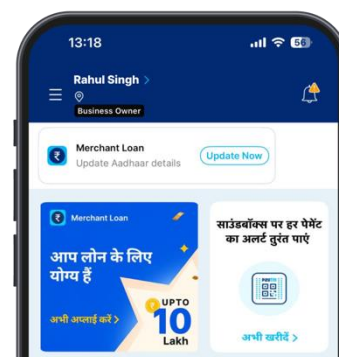 13:18
56
Rahul Singh >
Business Owner
Merchant Loan
Update Aadhaar details
Update Now
Merchant Loan
आप लोन के लिए
योग्य हैं
अभी अप्लाई करें >
UPTO
10
Lakh
साउंडबॉक्स पर हर पेमेंट
का अलर्ट तुरंत पाएं
अभी खरीदें >